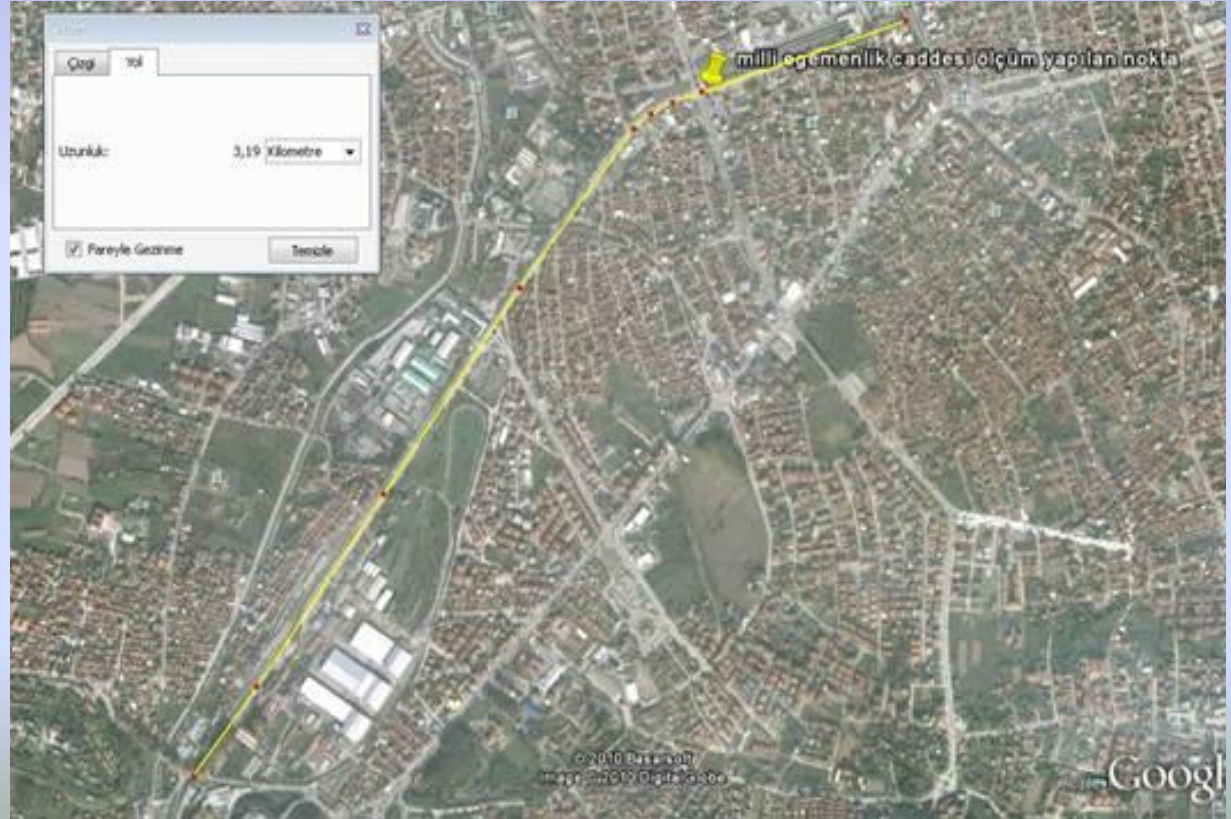 Çizgi Yol
Uzunluk: 3,19 Kilometre
Fareyle Gezinme Temizle
milli egemenlik caddesi ölçüm yapılan nokta
©2010 Basarsoft
Image © 2010 DigitalGlobe
Googl